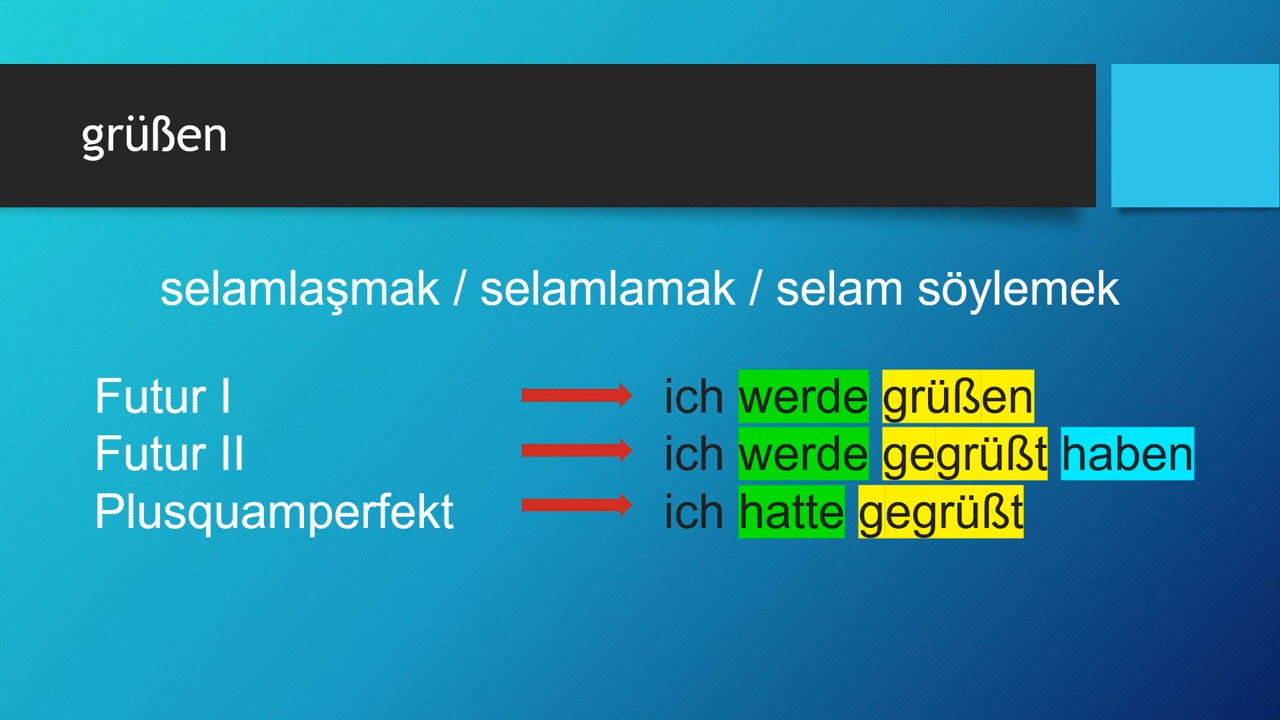 grüßen
selamlaşmak / selamlamak / selam söylemek
Futur I ich werde grüßen
Futur II ich werde gegrüßt haben
Plusquamperfekt ich hatte gegrüßt